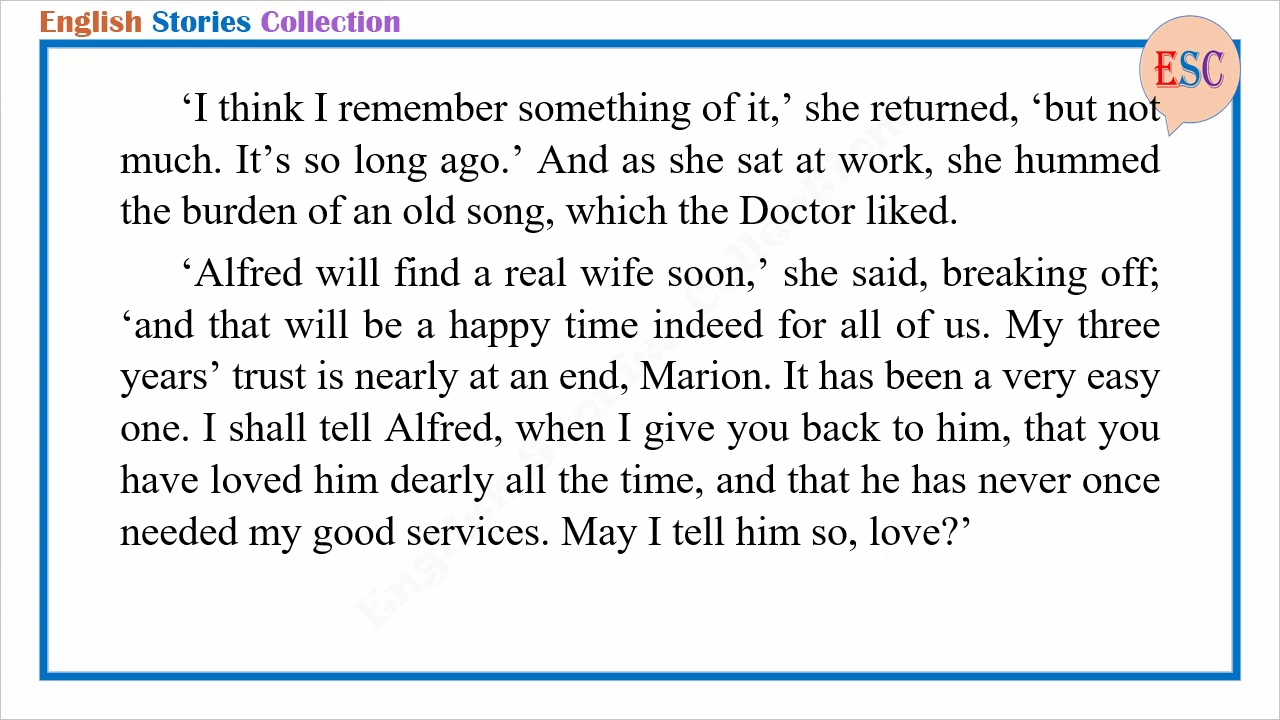 English Stories Collection
ESC
‘I think I remember something of it,’ she returned, ‘but not
much. It’s so long ago.’ And as she sat at work, she hummed
the burden of an old song, which the Doctor liked.
‘Alfred will find a real wife soon,’ she said, breaking off;
‘and that will be a happy time indeed for all of us. My three
years’ trust is nearly at an end, Marion. It has been a very easy
one. I shall tell Alfred, when I give you back to him, that you
have loved him dearly all the time, and that he has never once
needed my good services. May I tell him so, love?’
English Stories Collection